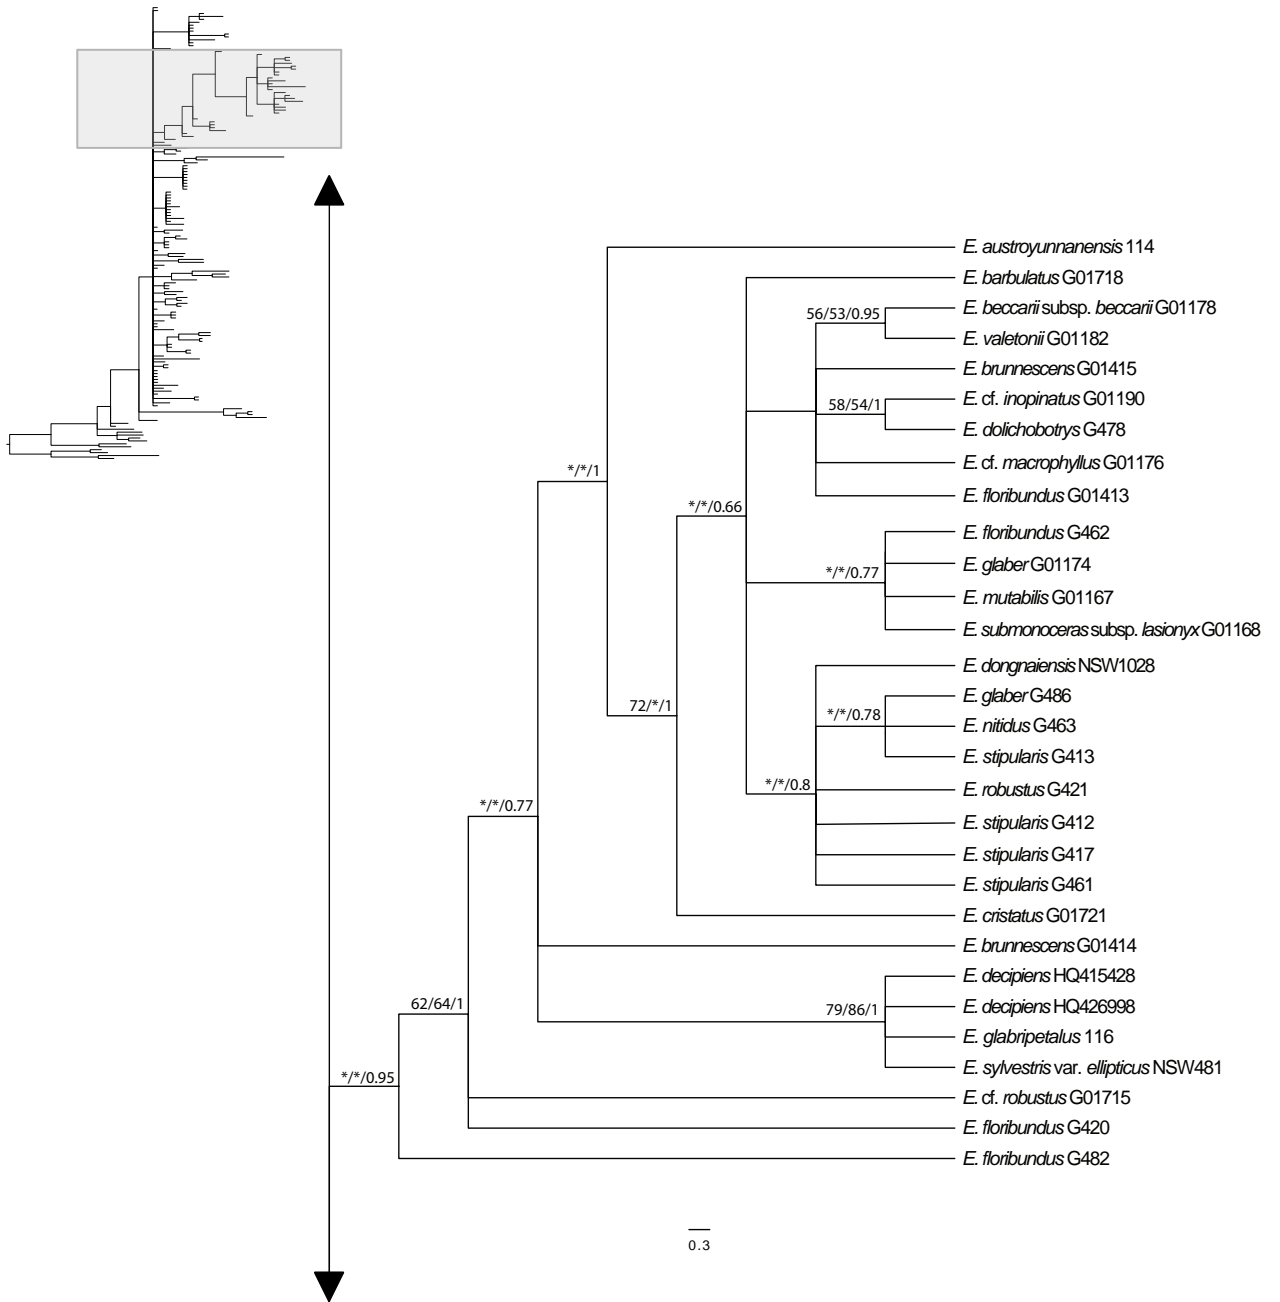 E. austroyunnanensis 114
E. barbulatus G01718
56/53/0.95
E. beccarii subsp. beccarii G01178
E. valetonii G01182
E. brunnescens G01415
58/54/1
E. cf. inopinatus G01190
E. dolichobotrys G478
E. cf. macrophyllus G01176
*/*/1
E. floribundus G01413
*/*/0.66
E. floribundus G462
E. glaber G01174
*/*/0.77
E. mutabilis G01167
E. submonoceras subsp. lasionyx G01168
E. dongnaiensis NSW1028
E. glaber G486
72/*/1
*/*/0.78
E. nitidus G463
E. stipularis G413
*/*/0.8
E. robustus G421
*/*/0.77
E. stipularis G412
E. stipularis G417
E. stipularis G461
E. cristatus G01721
E. brunnescens G01414
E. decipiens HQ415428
62/64/1
79/86/1
E. decipiens HQ426998
E. glabripetalus 116
E. sylvestris var. ellipticus NSW481
*/*/0.95
E. cf. robustus G01715
E. floribundus G420
E. floribundus G482
0.3